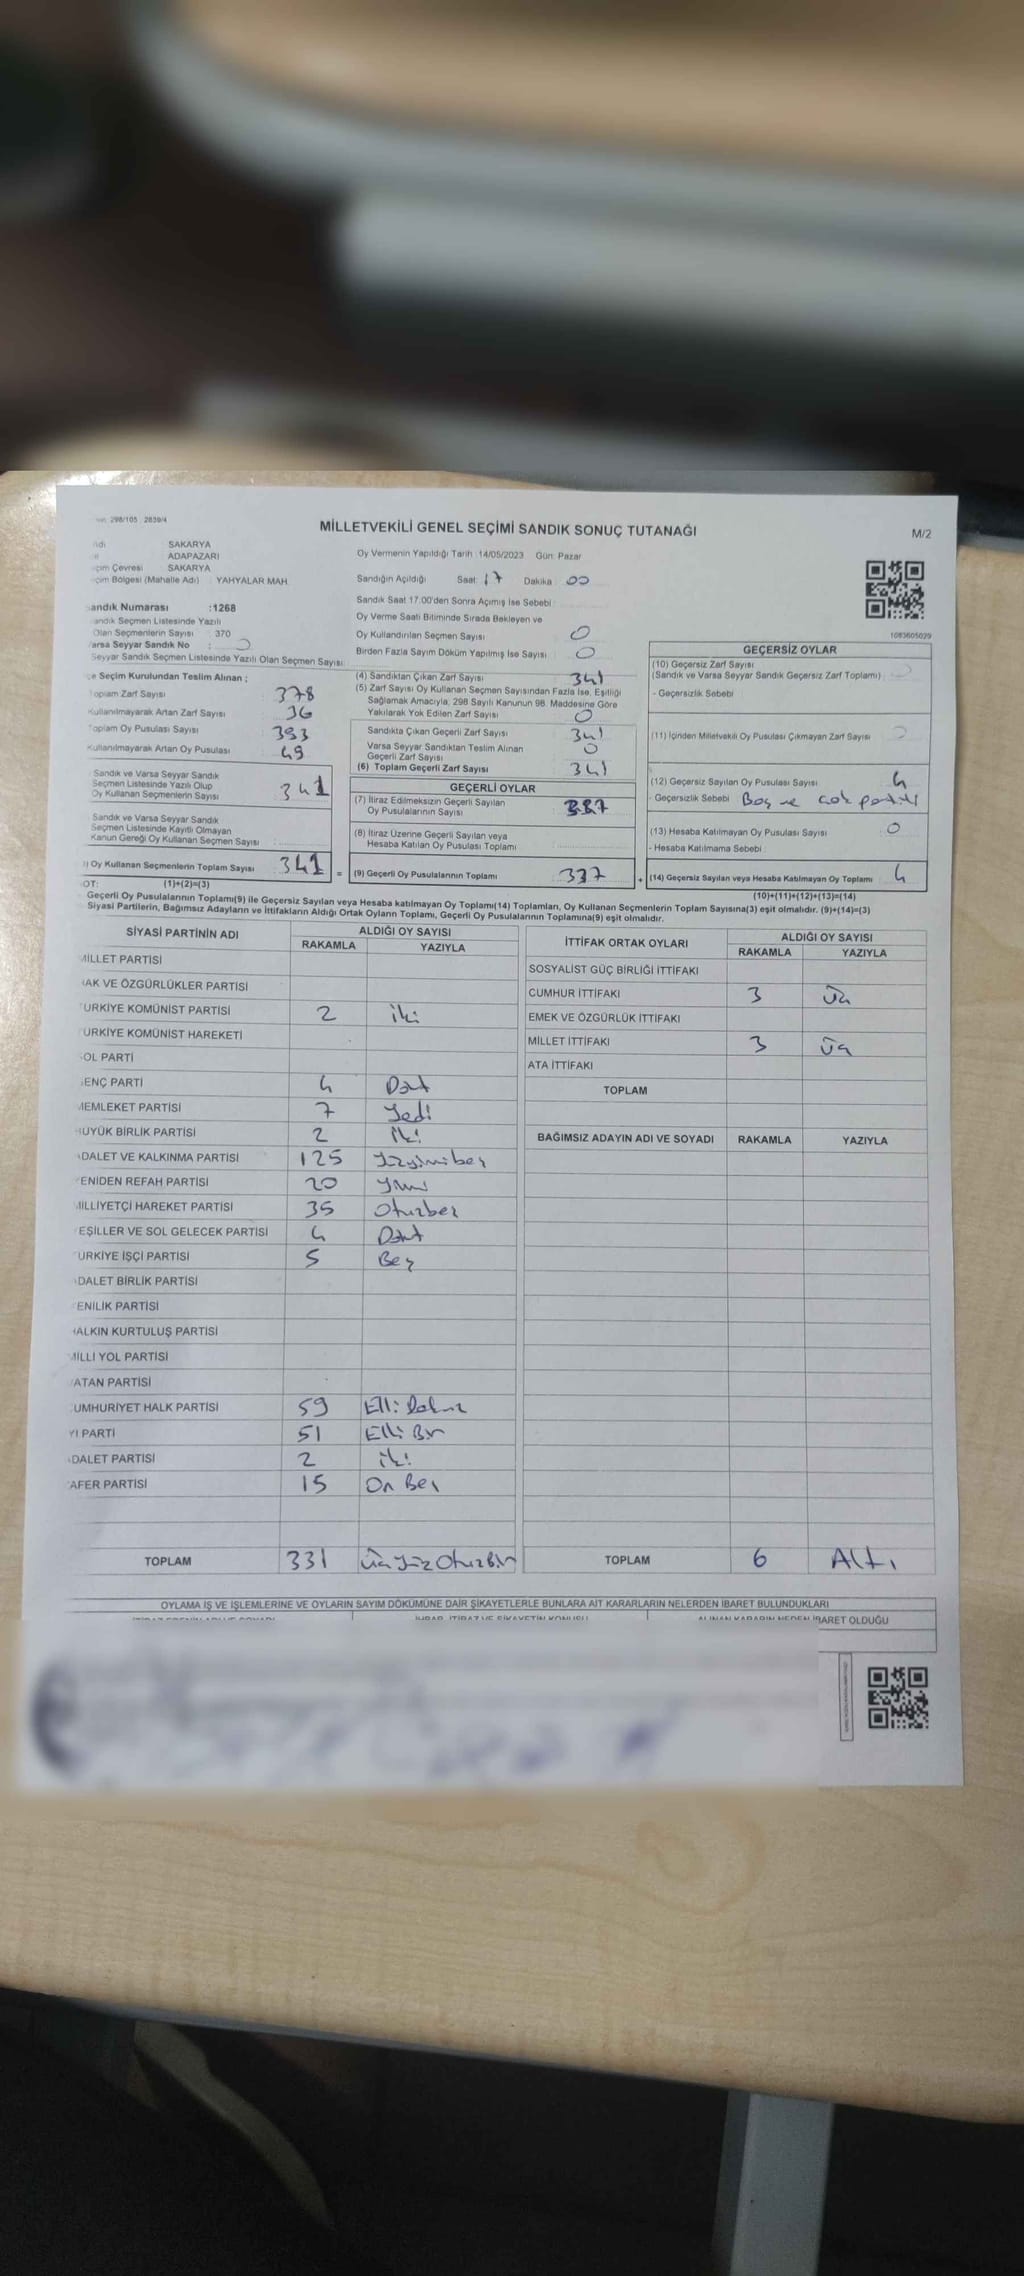 298/105 2839/4
MİLLETVEKİLİ GENEL SEÇİMİ SANDIK SONUÇ TUTANAĞI
M/2
SAKARYA
ADAPAZARI
Çevresi SAKARYA
Bölgesi (Mahalle Adı) : YAHYALAR MAH.
Oy Vermenin Yapıldığı Tarih :14/05/2023 Gün: Pazar
Sandığın Açıldığı Saat: 17 Dakika : 00
Sandık Saat 17.00'den Sonra Açımış İse Sebebi :
Oy Verme Saati Bitiminde Sırada Bekleyen ve
Oy Kullandırılan Seçmen Sayısı 0
Birden Fazla Sayım Döküm Yapılmış İse Sayısı 0
andık Numarası :1268
andık Seçmen Listesinde Yazılı
Olan Seçmenlerin Sayısı : 370
arsa Seyyar Sandık No :
Seyyar Sandık Seçmen Listesinde Yazılı Olan Seçmen Sayısı:
1083605029
e Seçim Kurulundan Teslim Alınan ;
Toplam Zarf Sayısı 378
Kullanılmayarak Artan Zarf Sayısı 36
Toplam Oy Pusulası Sayısı 393
Kullanılmayarak Artan Oy Pusulası 49
Sandık ve Varsa Seyyar Sandık
Seçmen Listesinde Yazılı Olup
Oy Kullanan Seçmenlerin Sayısı 341
Sandık ve Varsa Seyyar Sandık
Seçmen Listesinde Kayıtlı Olmayan
Kanun Gereği Oy Kullanan Seçmen Sayısı :
) Oy Kullanan Seçmenlerin Toplam Sayısı 341 =
OT: (1)+(2)=(3)
(4) Sandıktan Çıkan Zarf Sayısı 341
(5) Zarf Sayısı Oy Kullanan Seçmen Sayısından Fazla İse, Eşitliği
Sağlamak Amacıyla, 298 Sayılı Kanunun 98. Maddesine Göre
Yakılarak Yok Edilen Zarf Sayısı 0
Sandıkta Çıkan Geçerli Zarf Sayısı 341
Varsa Seyyar Sandıktan Teslim Alınan
Geçerli Zarf Sayısı 0
(6) Toplam Geçerli Zarf Sayısı 341
GEÇERLİ OYLAR
(7) İtiraz Edilmeksizin Geçerli Sayılan
Oy Pusulalarının Sayısı 337
(8) İtiraz Üzerine Geçerli Sayılan veya
Hesaba Katılan Oy Pusulası Toplamı
(9) Geçerli Oy Pusulalarının Toplamı 337 +
GEÇERSİZ OYLAR
(10) Geçersiz Zarf Sayısı
(Sandık ve Varsa Seyyar Sandık Geçersiz Zarf Toplamı)
- Geçersizlik Sebebi
(11) İçinden Milletvekili Oy Pusulası Çıkmayan Zarf Sayısı
(12) Geçersiz Sayılan Oy Pusulası Sayısı 4
- Geçersizlik Sebebi Boş ve çok partili
(13) Hesaba Katılmayan Oy Pusulası Sayısı 0
- Hesaba Katılmama Sebebi
(14) Geçersiz Sayılan veya Hesaba Katılmayan Oy Toplamı 4
(10)+(11)+(12)+(13)=(14)
Geçerli Oy Pusulalarının Toplamı(9) ile Geçersiz Sayılan veya Hesaba katılmayan Oy Toplamı(14) Toplamları, Oy Kullanan Seçmenlerin Toplam Sayısına(3) eşit olmalıdır. (9)+(14)=(3)
Siyasi Partilerin, Bağımsız Adayların ve İttifakların Aldığı Ortak Oyların Toplamı, Geçerli Oy Pusulalarının Toplamına(9) eşit olmalıdır.
SİYASİ PARTİNİN ADI ALDIĞI OY SAYISI
RAKAMLA YAZIYLA
MİLLET PARTİSİ
AK VE ÖZGÜRLÜKLER PARTİSİ
URKİYE KOMÜNİST PARTİSİ 2 iki
URKİYE KOMÜNİST HAREKETİ
OL PARTİ
ENÇ PARTİ 4 Dört
MEMLEKET PARTİSİ 7 Yedi
BÜYÜK BİRLİK PARTİSİ 2 iki
ADALET VE KALKINMA PARTİSİ 125 Yüzyirmibeş
ENİDEN REFAH PARTİSİ 20 Yirmi
MİLLİYETÇİ HAREKET PARTİSİ 35 Otuzbeş
EŞİLLER VE SOL GELECEK PARTİSİ 4 Dört
URKİYE İŞÇİ PARTİSİ 5 Beş
ADALET BİRLİK PARTİSİ
ENİLİK PARTİSİ
ALKIN KURTULUŞ PARTİSİ
MİLLİ YOL PARTİSİ
ATAN PARTİSİ
UMHURİYET HALK PARTİSİ 59 Elli Dokuz
Yİ PARTİ 51 Elli Bir
DALET PARTİSİ 2 iki
AFER PARTİSİ 15 On Beş
TOPLAM 331 Üç Yüz Otuz Bir
İTTİFAK ORTAK OYLARI ALDIĞI OY SAYISI
RAKAMLA YAZIYLA
SOSYALİST GÜÇ BİRLİĞİ İTTİFAKI
CUMHUR İTTİFAKI 3 üç
EMEK VE ÖZGÜRLÜK İTTİFAKI
MİLLET İTTİFAKI 3 üç
ATA İTTİFAKI
TOPLAM
BAĞIMSIZ ADAYIN ADI VE SOYADI RAKAMLA YAZIYLA
TOPLAM 6 Altı
OYLAMA İŞ VE İŞLEMLERİNE VE OYLARIN SAYIM DÖKÜMÜNE DAİR ŞİKAYETLERLE BUNLARA AİT KARARLARIN NELERDEN İBARET BULUNDUKLARI
İHBAR, İTİRAZ VE ŞİKAYETİN KONUSU ALINAN KARARIN NEDEN İBARET OLDUĞU